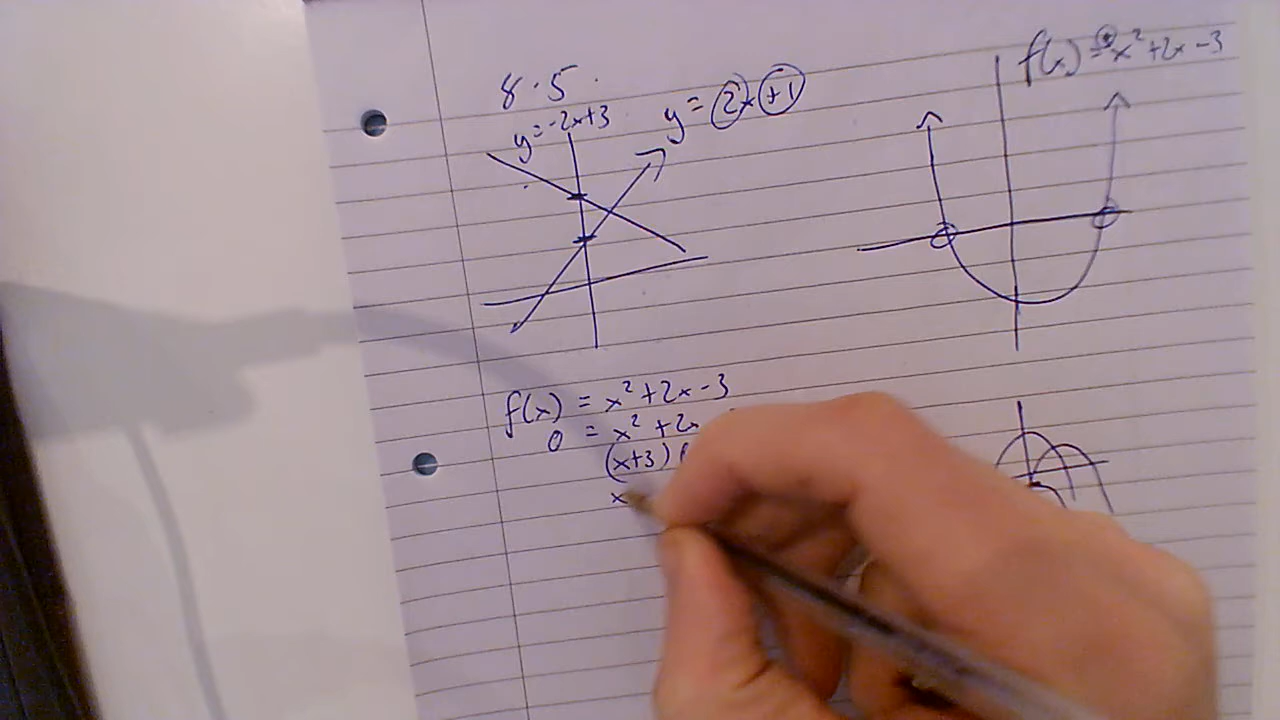 8.5
y=-2x+3
y = 2x+1
f(x) = x² + 2x - 3
f(x) = x² + 2x - 3
0 = x² + 2x
(x+3)(
x